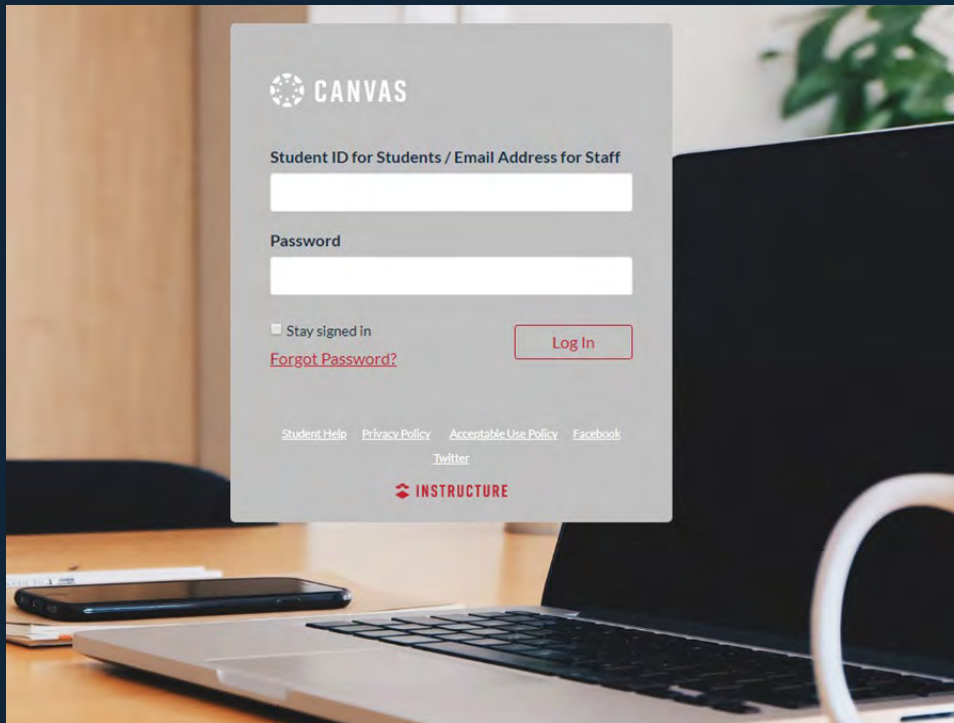 CANVAS
Student ID for Students / Email Address for Staff
Password
Stay signed in
Log In
Forgot Password?
Student Help Privacy Policy Acceptable Use Policy Facebook
Twitter
INSTRUCTURE